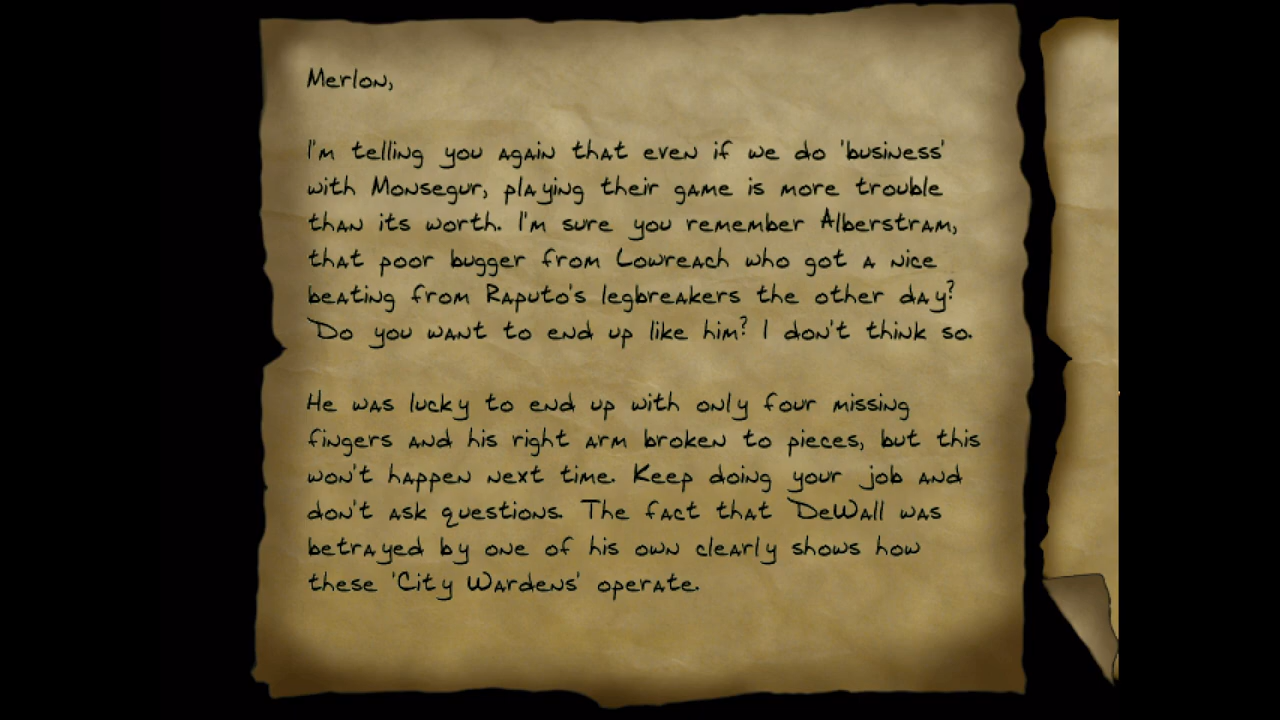 Merlon,
I'm telling you again that even if we do 'business'
with Monsegur, playing their game is more trouble
than its worth. I'm sure you remember Alberstram,
that poor bugger from Lowreach who got a nice
beating from Raputo's legbreakers the other day?
Do you want to end up like him? I don't think so.
He was lucky to end up with only four missing
fingers and his right arm broken to pieces, but this
won't happen next time. Keep doing your job and
don't ask questions. The fact that DeWall was
betrayed by one of his own clearly shows how
these 'City Wardens' operate.